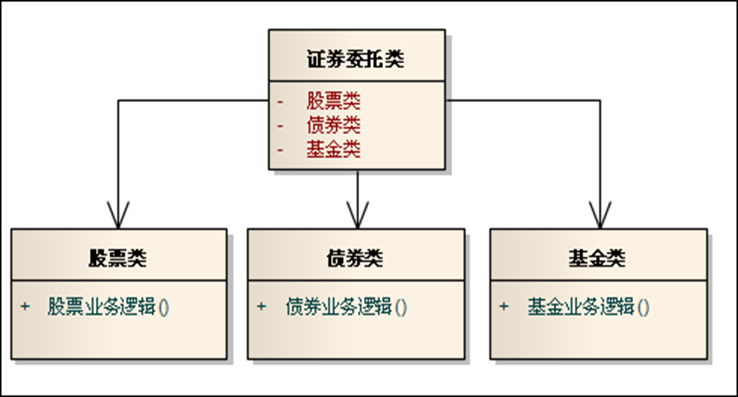 证券委托类
- 股票类
- 债券类
- 基金类
股票类
+ 股票业务逻辑()
债券类
+ 债券业务逻辑()
基金类
+ 基金业务逻辑()